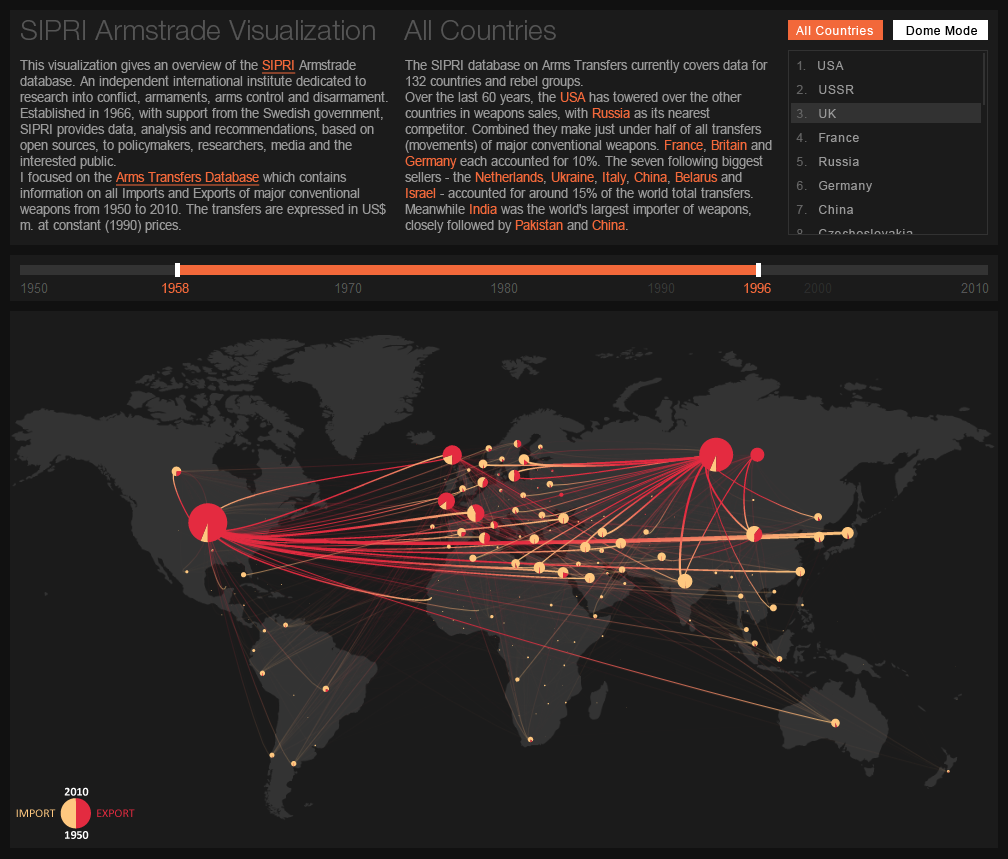 SIPRI Armstrade Visualization
This visualization gives an overview of the SIPRI Armstrade
database. An independent international institute dedicated to
research into conflict, armaments, arms control and disarmament.
Established in 1966, with support from the Swedish government,
SIPRI provides data, analysis and recommendations, based on
open sources, to policymakers, researchers, media and the
interested public.
I focused on the Arms Transfers Database which contains
information on all Imports and Exports of major conventional
weapons from 1950 to 2010. The transfers are expressed in US$
m. at constant (1990) prices.
All Countries
The SIPRI database on Arms Transfers currently covers data for
132 countries and rebel groups.
Over the last 60 years, the USA has towered over the other
countries in weapons sales, with Russia as its nearest
competitor. Combined they make just under half of all transfers
(movements) of major conventional weapons. France, Britain and
Germany each accounted for 10%. The seven following biggest
sellers - the Netherlands, Ukraine, Italy, China, Belarus and
Israel - accounted for around 15% of the world total transfers.
Meanwhile India was the world's largest importer of weapons,
closely followed by Pakistan and China.
All Countries
Dome Mode
1. USA
2. USSR
3. UK
4. France
5. Russia
6. Germany
7. China
8. Czechoslovakia
1950 1958 1970 1980 1990 1996 2000 2010
2010
IMPORT EXPORT
1950